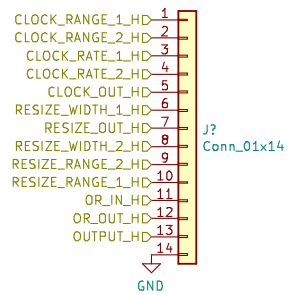 CLOCK_RANGE_1_HD 1
CLOCK_RANGE_2_HD 2
CLOCK_RATE_1_HD 3
CLOCK_RATE_2_HD 4
CLOCK_OUT_HD 5
RESIZE_WIDTH_1_HD 6
RESIZE_OUT_HD 7
J?
RESIZE_WIDTH_2_HD 8
Conn_01x14
RESIZE_RANGE_2_HD 9
RESIZE_RANGE_1_HD 10
OR_IN_HD 11
OR_OUT_HD 12
OUTPUT_HD 13
14
GND